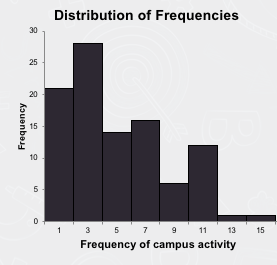 Distribution of Frequencies
30
25
20
15
10
5
0
Frequency
1 3 5 7 9 11 13 15
Frequency of campus activity